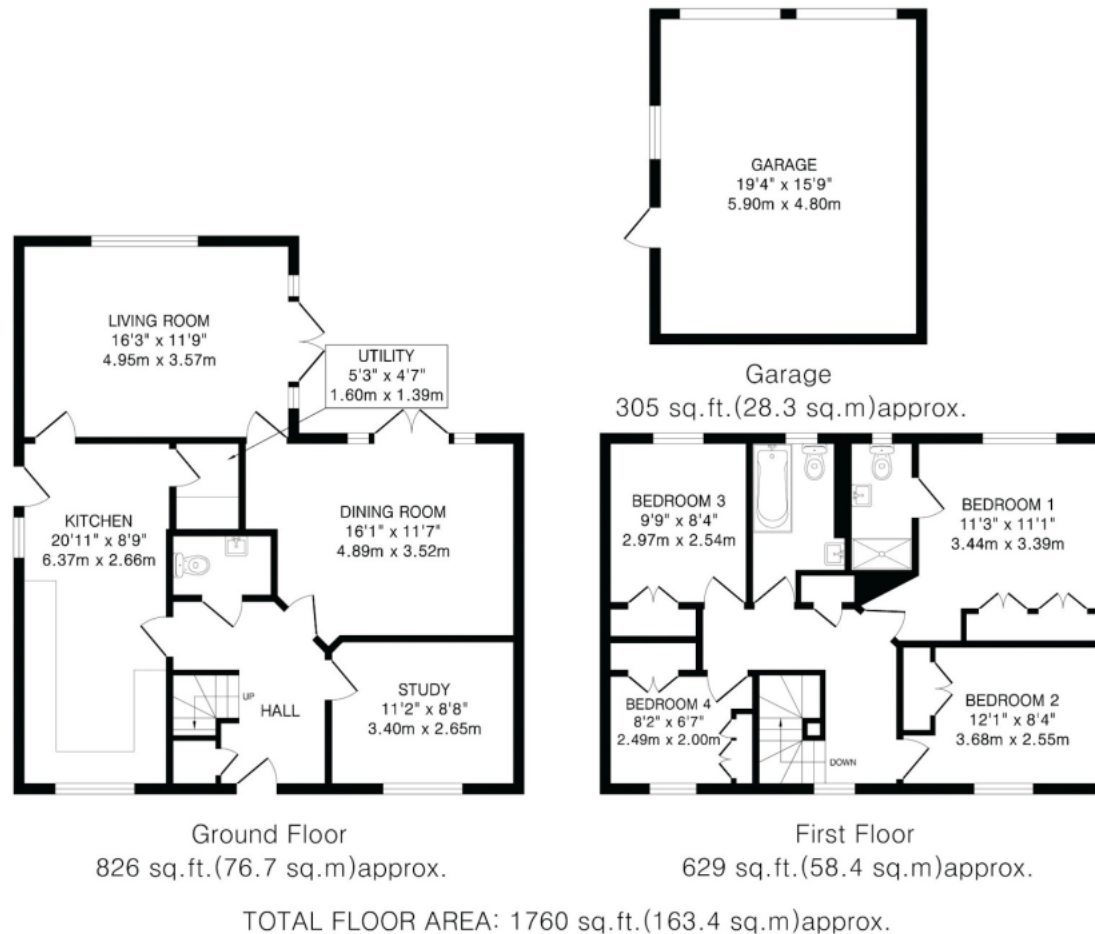 GARAGE
19'4" x 15'9"
5.90m x 4.80m
Garage
305 sq.ft.(28.3 sq.m)approx.
LIVING ROOM
16'3" x 11'9"
4.95m x 3.57m
UTILITY
5'3" x 4'7"
1.60m x 1.39m
KITCHEN
20'11" x 8'9"
6.37m x 2.66m
DINING ROOM
16'1" x 11'7"
4.89m x 3.52m
UP
HALL
STUDY
11'2" x 8'8"
3.40m x 2.65m
Ground Floor
826 sq.ft.(76.7 sq.m)approx.
BEDROOM 3
9'9" x 8'4"
2.97m x 2.54m
BEDROOM 1
11'3" x 11'1"
3.44m x 3.39m
BEDROOM 4
8'2" x 6'7"
2.49m x 2.00m
DOWN
BEDROOM 2
12'1" x 8'4"
3.68m x 2.55m
First Floor
629 sq.ft.(58.4 sq.m)approx.
TOTAL FLOOR AREA: 1760 sq.ft.(163.4 sq.m)approx.